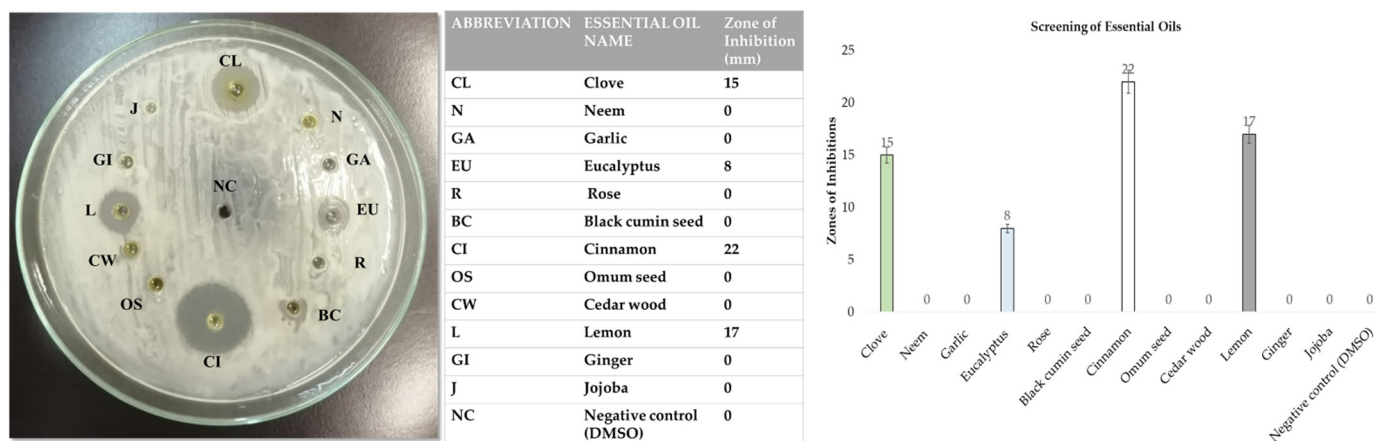 CL
J
N
GI
GA
NC
L
EU
CW
R
OS
BC
CI
ABBREVIATION ESSENTIAL OIL NAME Zone of Inhibition (mm)
CL Clove 15
N Neem 0
GA Garlic 0
EU Eucalyptus 8
R Rose 0
BC Black cumin seed 0
CI Cinnamon 22
OS Omum seed 0
CW Cedar wood 0
L Lemon 17
GI Ginger 0
J Jojoba 0
NC Negative control (DMSO) 0
Screening of Essential Oils
Zones of Inhibitions
25
20
15
10
5
0
15 0 0 8 0 0 22 0 0 17 0 0 0
Clove
Neem
Garlic
Eucalyptus
Rose
Black cumin seed
Cinnamon
Omum seed
Cedar wood
Lemon
Ginger
Jojoba
Negative control (DMSO)